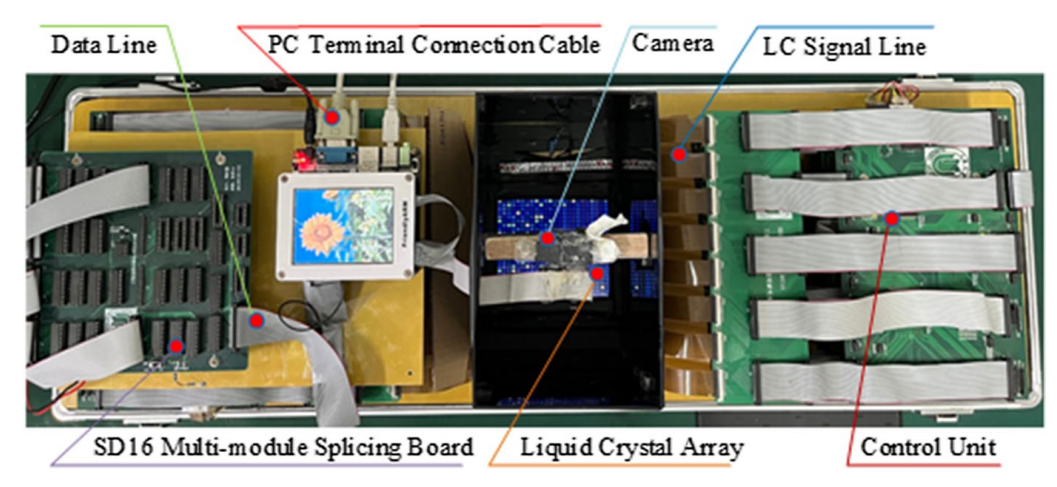 Data Line
PC Terminal Connection Cable
Camera
LC Signal Line
FriendlyARM
SD16 Multi-module Splicing Board
Liquid Crystal Array
Control Unit